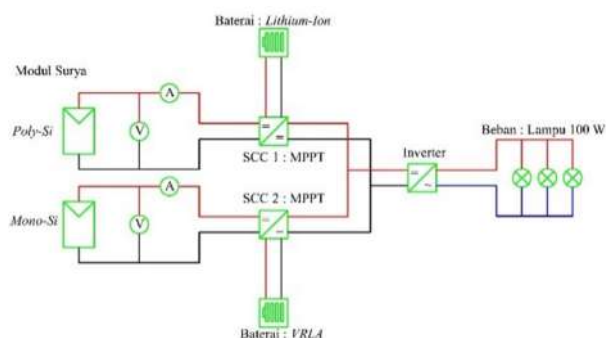 Baterai : Lithium-Ion
Modul Surya
A
Poly-Si
V
SCC 1 : MPPT
Inverter
Beban : Lampu 100 W
SCC 2 : MPPT
A
Mono-Si
V
Baterai : VRLA